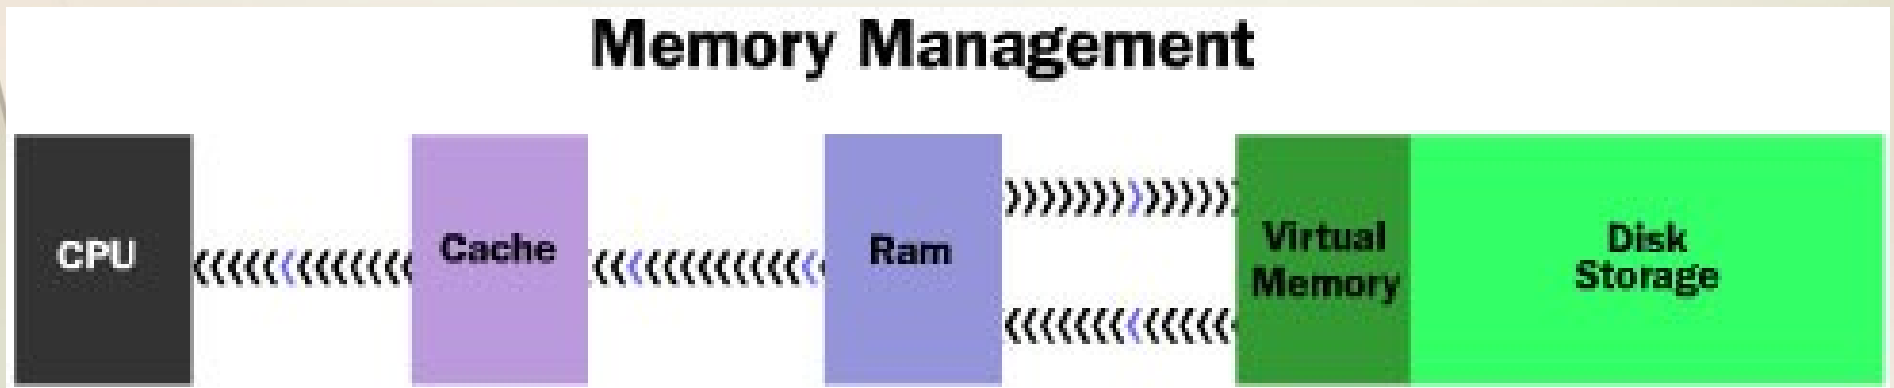 Memory Management
CPU
Cache
Ram
Virtual
Memory
Disk
Storage